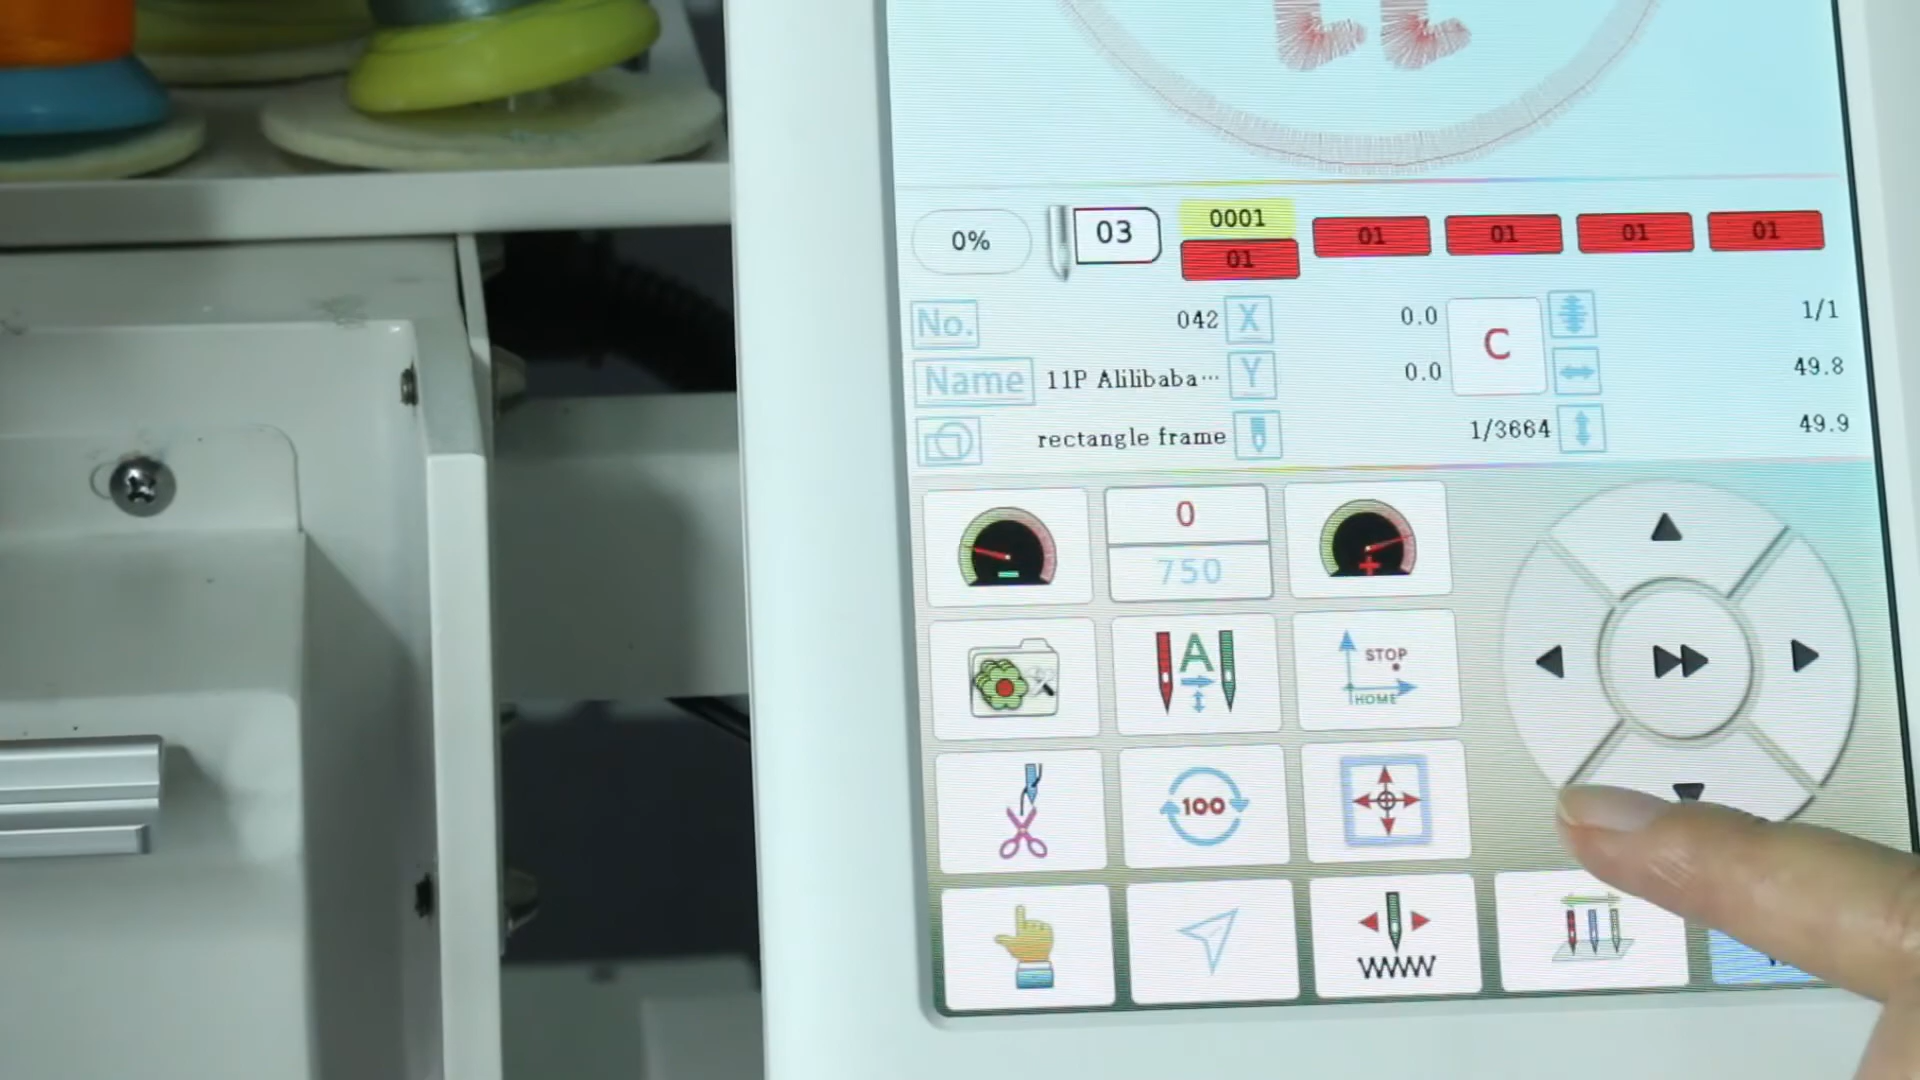 0% 03 0001 01 01 01 01 01
No. 042 X 0.0 C 1/1
Name 11P Alilibaba··· Y 0.0 49.8
rectangle frame 1/3664 49.9
0
750
A STOP
HOME
100